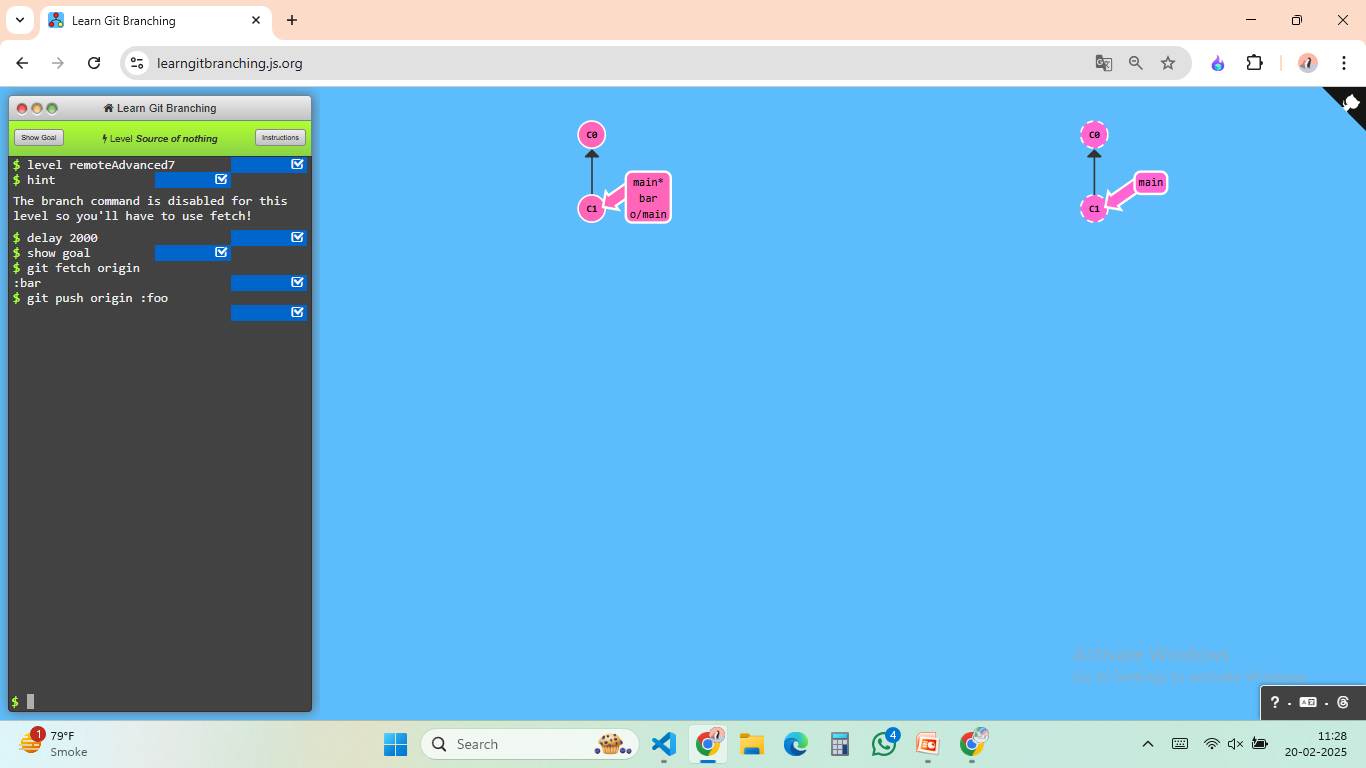 Learn Git Branching
learngitbranching.js.org
Learn Git Branching
Show Goal
Level Source of nothing
Instructions
$ level remoteAdvanced7
$ hint
The branch command is disabled for this
level so you'll have to use fetch!
$ delay 2000
$ show goal
$ git fetch origin
:bar
$ git push origin :foo
$
C0
C1
main*
bar
o/main
C0
C1
main
Activate Windows
Go to Settings to activate Windows.
?
1
79°F
Smoke
Search
4
11:28
20-02-2025